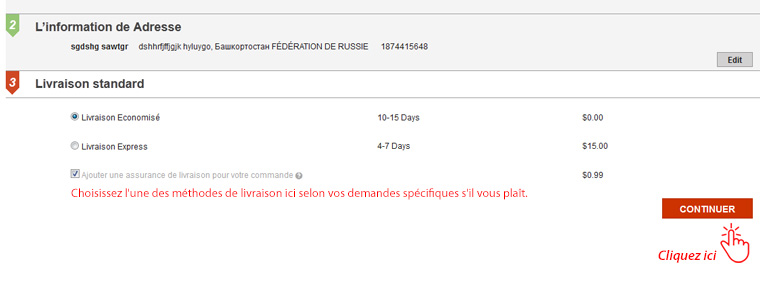 2
L'information de Adresse
sgdshg sawtgr dshhrfjffjgjk hyluygo, Башкортостан FÉDÉRATION DE RUSSIE 1874415648
Edit
3
Livraison standard
Livraison Economisé 10-15 Days $0.00
Livraison Express 4-7 Days $15.00
Ajouter une assurance de livraison pour votre commande ? $0.99
Choisissez l'une des méthodes de livraison ici selon vos demandes spécifiques s'il vous plaît.
CONTINUER
Cliquez ici